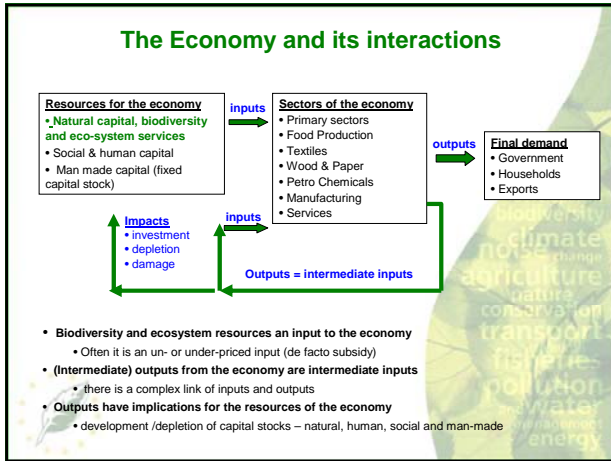 The Economy and its interactions
Resources for the economy
• Natural capital, biodiversity
and eco-system services
• Social & human capital
• Man made capital (fixed
capital stock)
inputs
Sectors of the economy
• Primary sectors
• Food Production
• Textiles
• Wood & Paper
• Petro Chemicals
• Manufacturing
• Services
outputs
Final demand
• Government
• Households
• Exports
Impacts
• investment
• depletion
• damage
inputs
Outputs = intermediate inputs
• Biodiversity and ecosystem resources an input to the economy
• Often it is an un- or under-priced input (de facto subsidy)
• (Intermediate) outputs from the economy are intermediate inputs
• there is a complex link of inputs and outputs
• Outputs have implications for the resources of the economy
• development /depletion of capital stocks – natural, human, social and man-made
biodiversity
climate
noise change
agriculture
nature
conservation
transport
fisheries
pollution
water
management
energy